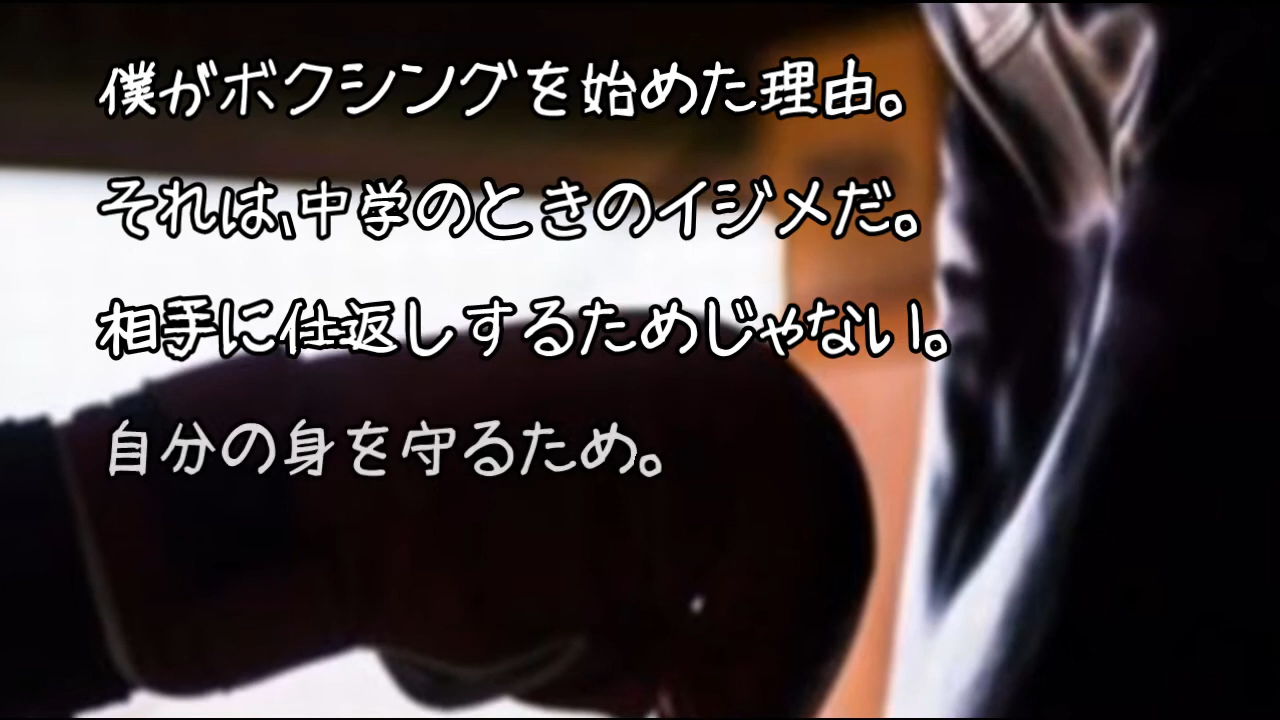 僕がボクシングを始めた理由。
それは、中学のときのイジメだ。
相手に仕返しするためじゃない。
自分の身を守るため。